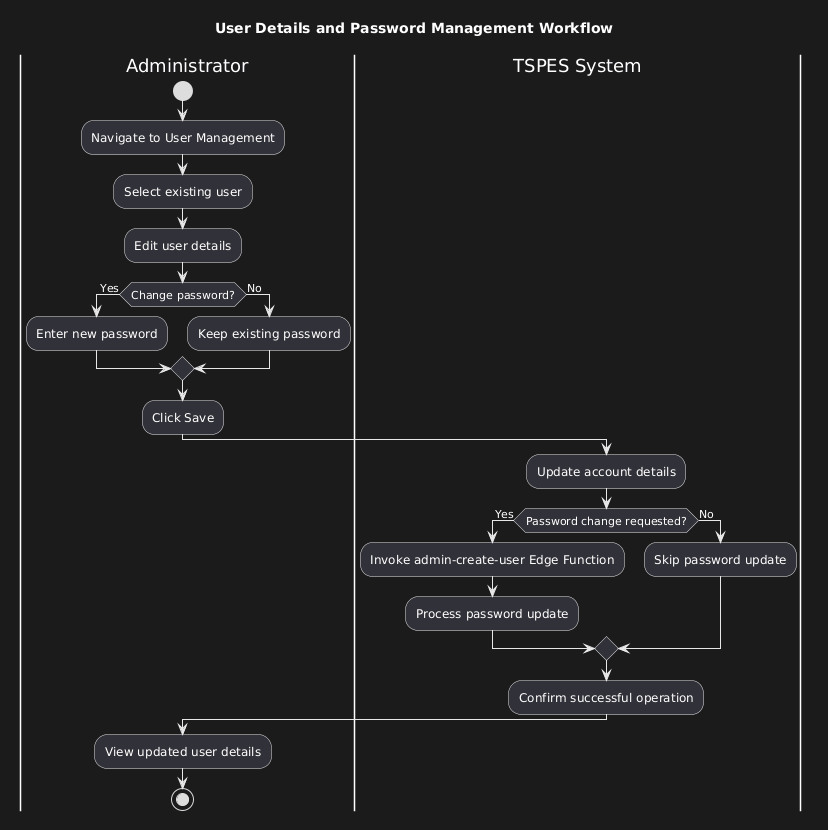 User Details and Password Management Workflow
Administrator
TSPES System
Navigate to User Management
Select existing user
Edit user details
Yes
Change password?
No
Enter new password
Keep existing password
Click Save
Update account details
Yes
Password change requested?
No
Invoke admin-create-user Edge Function
Skip password update
Process password update
Confirm successful operation
View updated user details